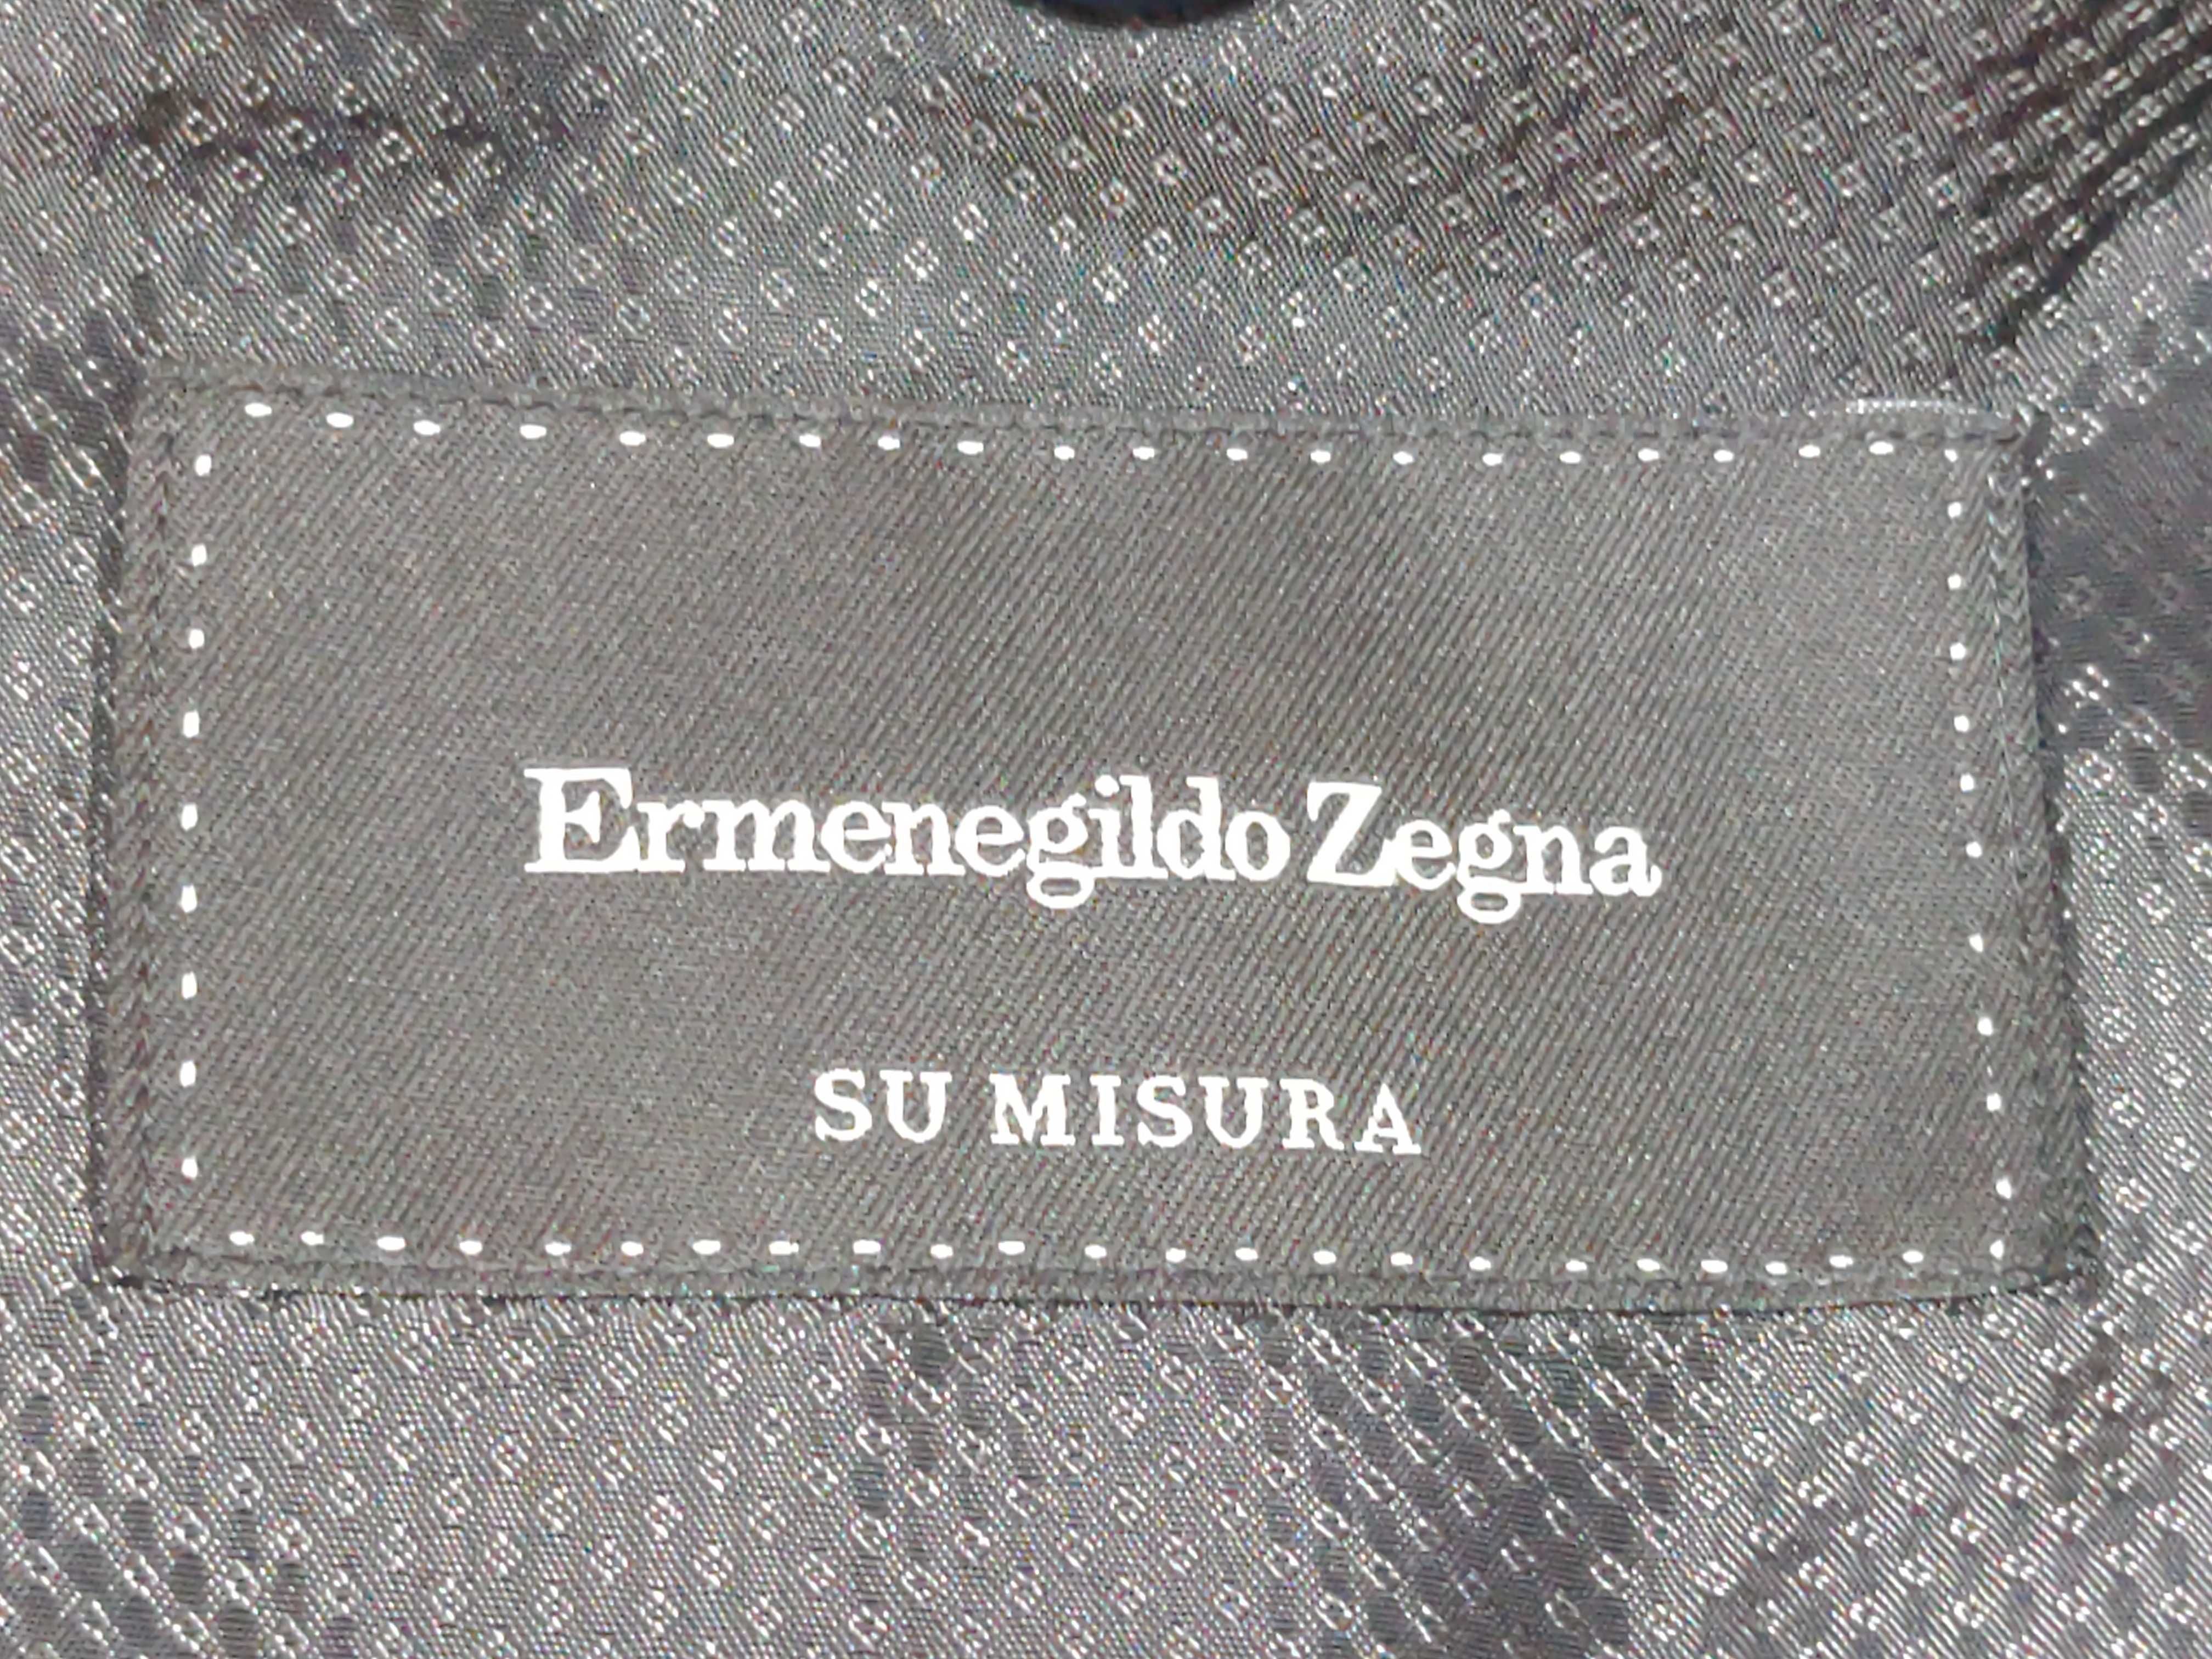 Ermenegildo Zegna
SU MISURA